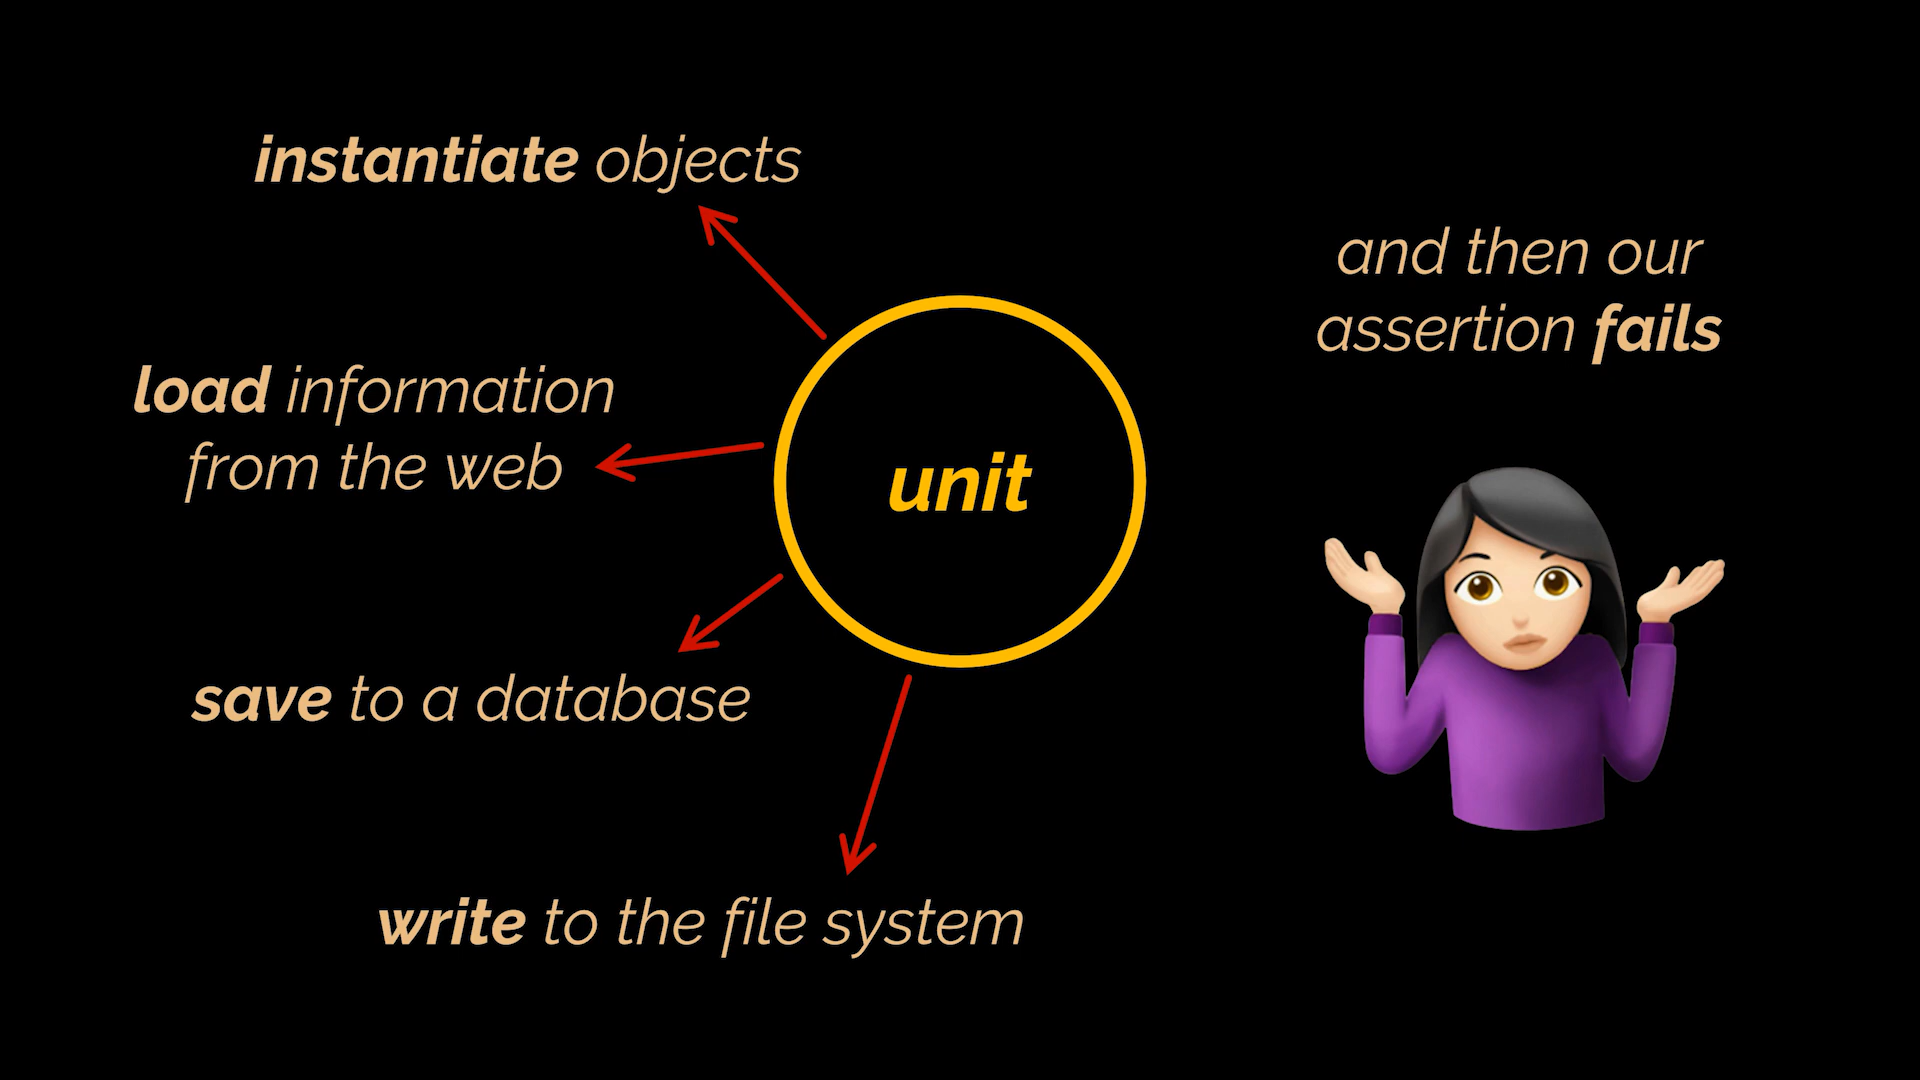 instantiate objects
load information
from the web
unit
save to a database
write to the file system
and then our
assertion fails